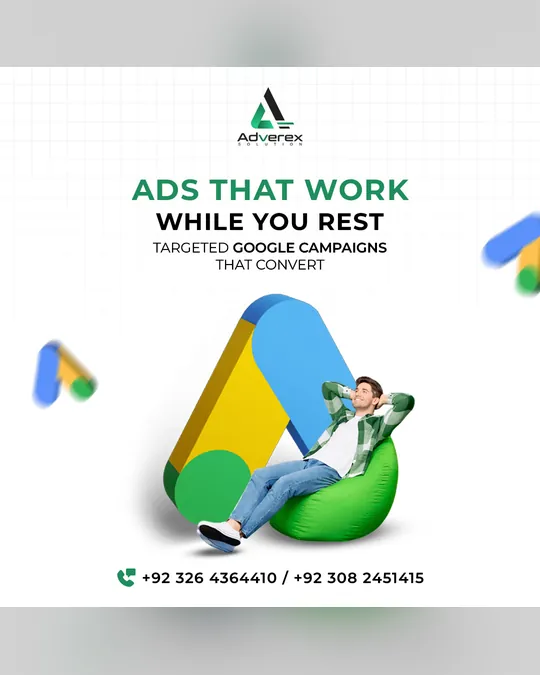 Adverex
SOLUTION
ADS THAT WORK
WHILE YOU REST
TARGETED GOOGLE CAMPAIGNS
THAT CONVERT
+92 326 4364410 / +92 308 2451415